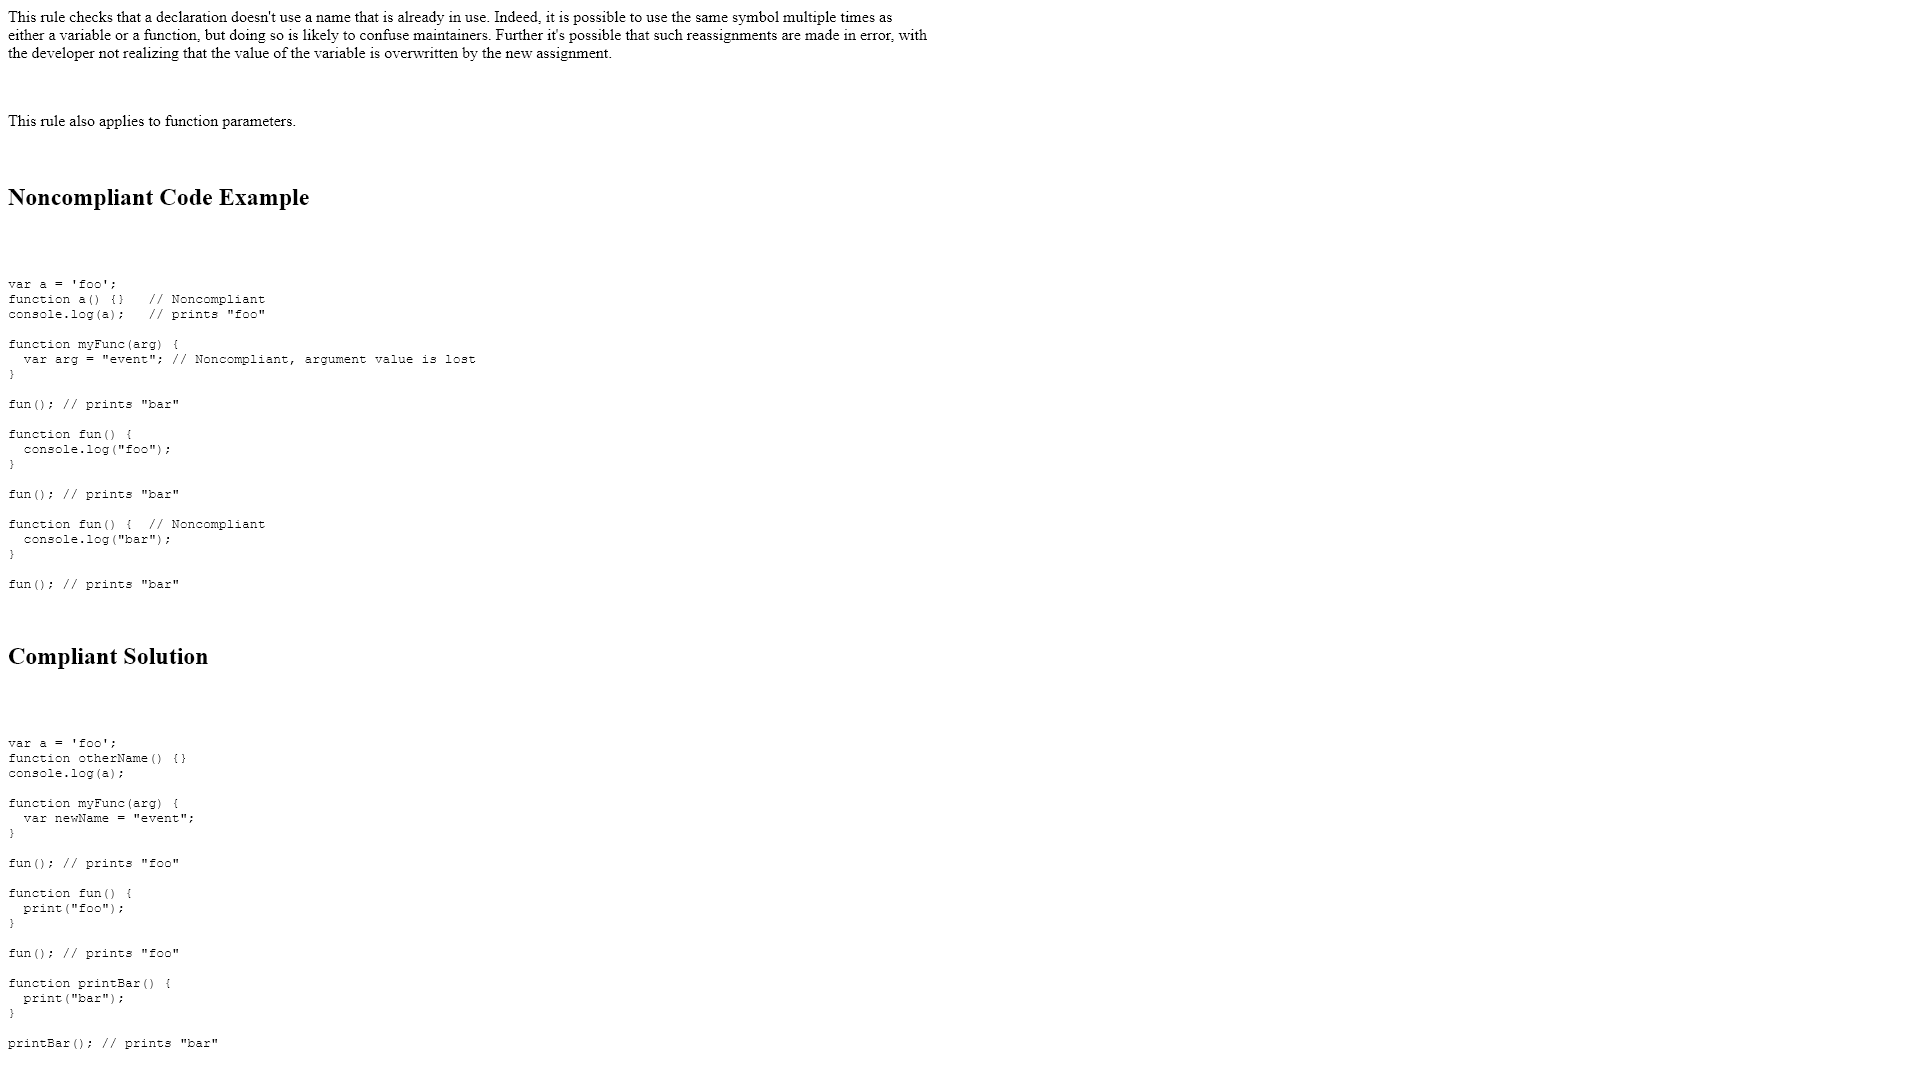 This rule checks that a declaration doesn't use a name that is already in use. Indeed, it is possible to use the same symbol multiple times as
either a variable or a function, but doing so is likely to confuse maintainers. Further it's possible that such reassignments are made in error, with
the developer not realizing that the value of the variable is overwritten by the new assignment.
This rule also applies to function parameters.
Noncompliant Code Example
var a = 'foo';
function a() {}   // Noncompliant
console.log(a);   // prints "foo"
function myFunc(arg) {
  var arg = "event"; // Noncompliant, argument value is lost
}
fun(); // prints "bar"
function fun() {
  console.log("foo");
}
fun(); // prints "bar"
function fun() {  // Noncompliant
  console.log("bar");
}
fun(); // prints "bar"
Compliant Solution
var a = 'foo';
function otherName() {}
console.log(a);
function myFunc(arg) {
  var newName = "event";
}
fun(); // prints "foo"
function fun() {
  print("foo");
}
fun(); // prints "foo"
function printBar() {
  print("bar");
}
printBar(); // prints "bar"